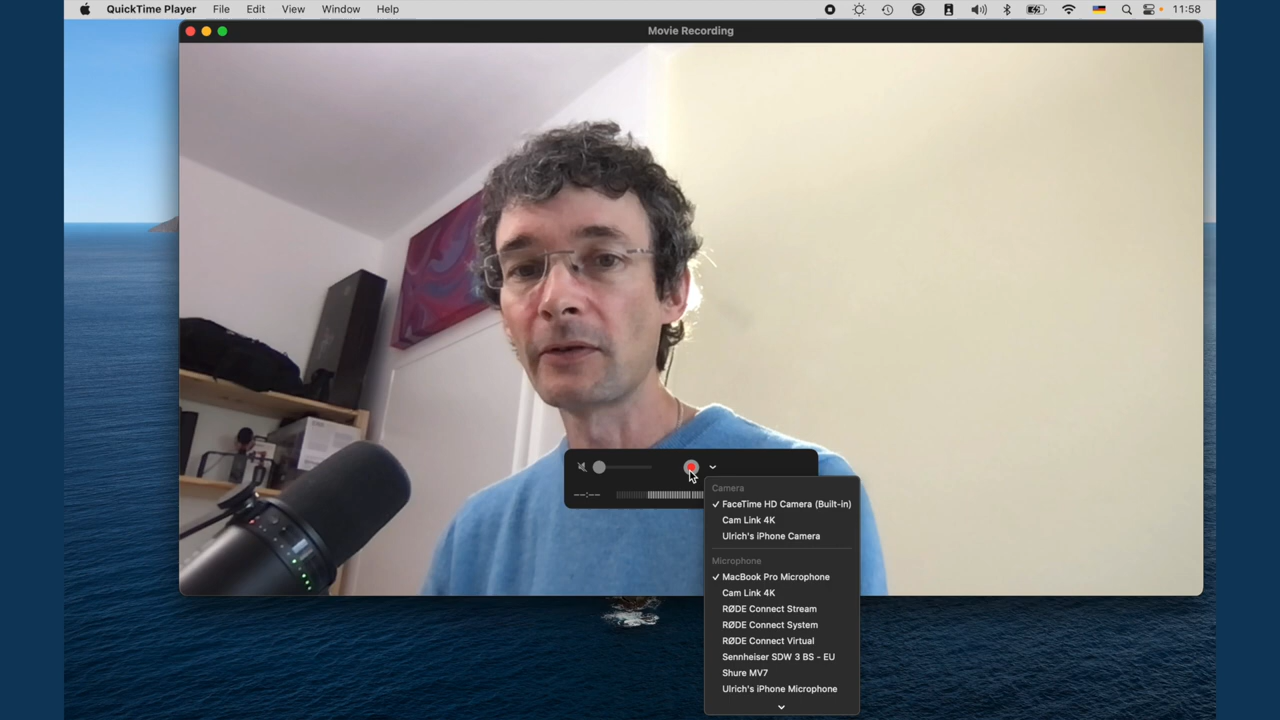 QuickTime Player File Edit View Window Help 11:58
Movie Recording
--:--
Camera
✓ FaceTime HD Camera (Built-in)
Cam Link 4K
Ulrich's iPhone Camera
Microphone
✓ MacBook Pro Microphone
Cam Link 4K
RØDE Connect Stream
RØDE Connect System
RØDE Connect Virtual
Sennheiser SDW 3 BS - EU
Shure MV7
Ulrich's iPhone Microphone